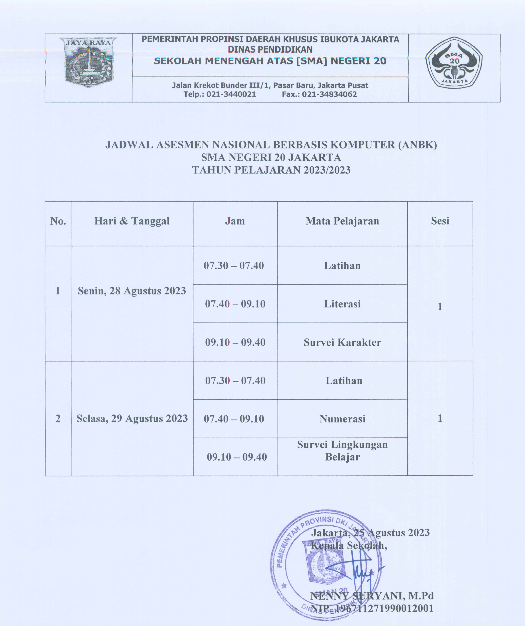 JAYA RAYA
PEMERINTAH PROPINSI DAERAH KHUSUS IBUKOTA JAKARTA
DINAS PENDIDIKAN
SEKOLAH MENENGAH ATAS [SMA] NEGERI 20
Jalan Krekot Bunder III/1, Pasar Baru, Jakarta Pusat
Telp.: 021-3440021 Fax.: 021-34834062
SMA
20
JAKARTA
JADWAL ASESMEN NASIONAL BERBASIS KOMPUTER (ANBK)
SMA NEGERI 20 JAKARTA
TAHUN PELAJARAN 2023/2023
No. Hari & Tanggal Jam Mata Pelajaran Sesi
1 Senin, 28 Agustus 2023 07.30 – 07.40 Latihan 1
07.40 – 09.10 Literasi
09.10 – 09.40 Survei Karakter
2 Selasa, 29 Agustus 2023 07.30 – 07.40 Latihan 1
07.40 – 09.10 Numerasi
09.10 – 09.40 Survei Lingkungan
Belajar
Jakarta, 25 Agustus 2023
Kepala Sekolah,
PEMERINTAH PROVINSI DKI JAKARTA
NENNY SERYANI, M.Pd
NIP. 196711271990012001